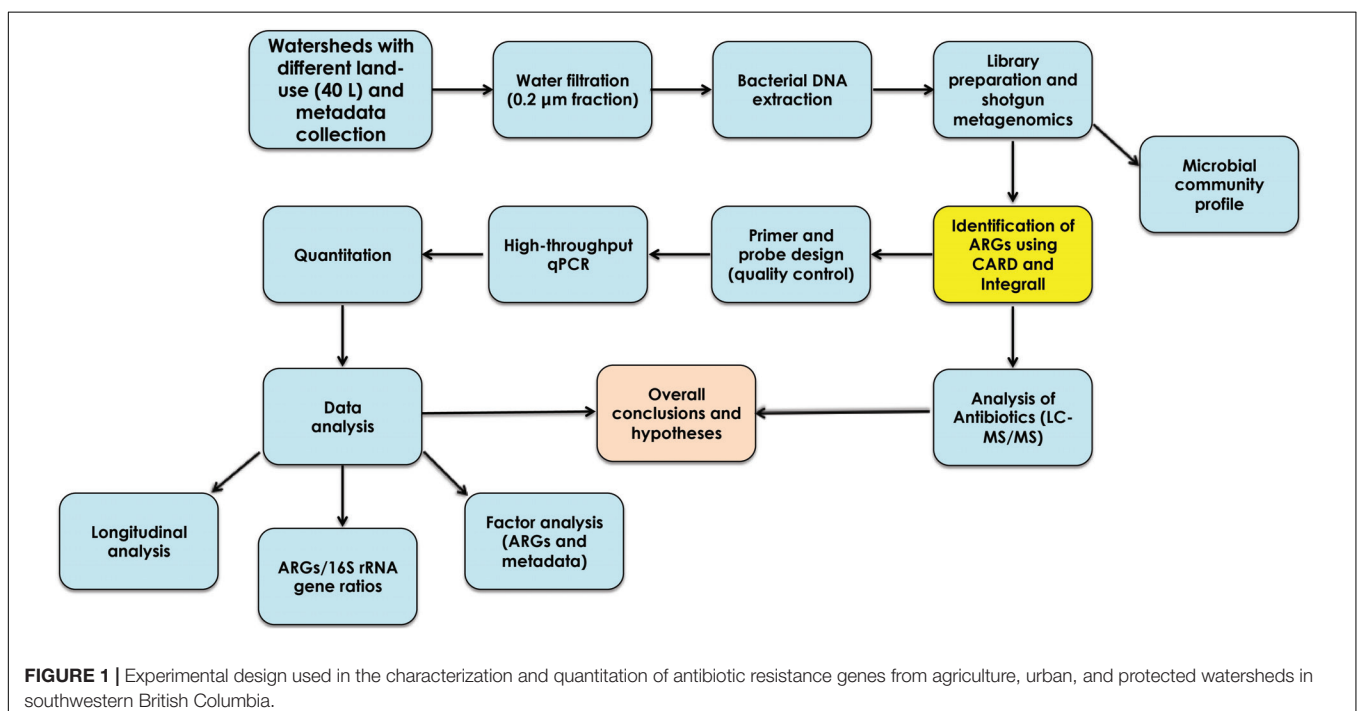 Watersheds with
different land-
use (40 L) and
metadata
collection
Water filtration
(0.2 µm fraction)
Bacterial DNA
extraction
Library
preparation and
shotgun
metagenomics
Microbial
community
profile
Quantitation
High-throughput
qPCR
Primer and
probe design
(quality control)
Identification of
ARGs using
CARD and
Integrall
Data
analysis
Overall
conclusions and
hypotheses
Analysis of
Antibiotics (LC-
MS/MS)
Longitudinal
analysis
ARGs/16S rRNA
gene ratios
Factor analysis
(ARGs and
metadata)
FIGURE 1 | Experimental design used in the characterization and quantitation of antibiotic resistance genes from agriculture, urban, and protected watersheds in
southwestern British Columbia.